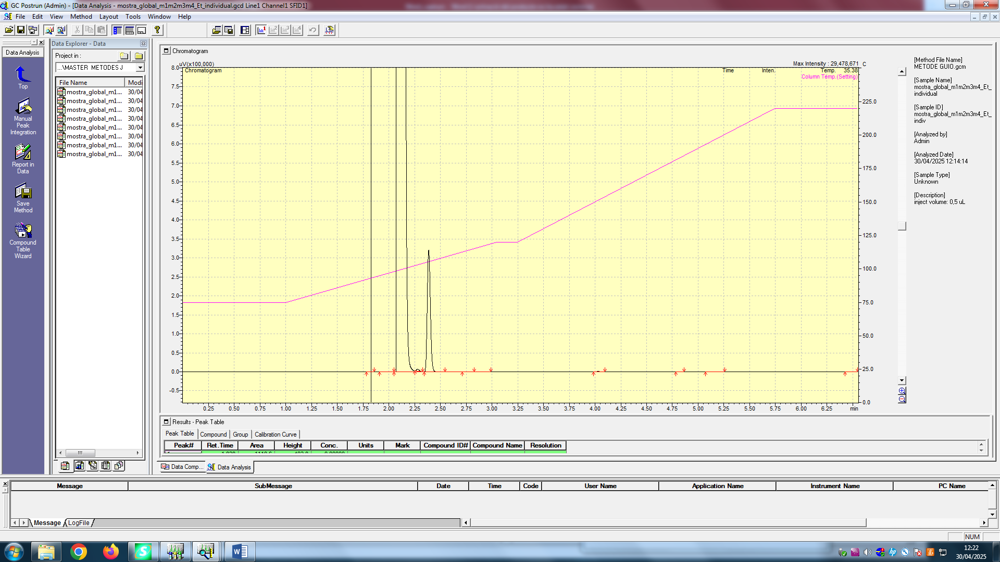 GC Postrun (Admin) - [Data Analysis - mostra_global_m1m2m3m4_Et_individual.gcd Line1 Channel1 SFID1]
File Edit View Method Layout Tools Window Help
Data Analysis
Top
Manual
Peak
Integration
Report in
Data
Save
Method
Compound
Table
Wizard
Data Explorer - Data
Project in :
...\MASTER METODES J
File Name Modi
mostra_global_m1... 30/04
mostra_global_m1... 30/04
mostra_global_m1... 30/04
mostra_global_m1... 30/04
mostra_global_m1... 30/04
mostra_global_m1... 30/04
mostra_global_m1... 30/04
mostra_global_m1... 30/04
Chromatogram
uV(x100,000)
Max Intensity : 29,478,671 C
Chromatogram
Time Inten. Temp. 35.38
Column Temp.(Setting)
8.0
7.5
7.0
6.5
6.0
5.5
5.0
4.5
4.0
3.5
3.0
2.5
2.0
1.5
1.0
0.5
0.0
-0.5
225.0
200.0
175.0
150.0
125.0
100.0
75.0
50.0
25.0
0.0
0.25 0.50 0.75 1.00 1.25 1.50 1.75 2.00 2.25 2.50 2.75 3.00 3.25 3.50 3.75 4.00 4.25 4.50 4.75 5.00 5.25 5.50 5.75 6.00 6.25 min
[Method File Name]
METODE GUIO.gcm
[Sample Name]
mostra_global_m1m2m3m4_Et_
individual
[Sample ID]
mostra_global_m1m2m3m4_Et_
indiv
[Analyzed by]
Admin
[Analyzed Date]
30/04/2025 12:14:14
[Sample Type]
Unknown
[Description]
inject volume: 0,5 uL
Results - Peak Table
Peak Table Compound Group Calibration Curve
Peak# Ret.Time Area Height Conc. Units Mark Compound ID# Compound Name Resolution
Data Comp... Data Analysis
Message SubMessage Date Time Code User Name Application Name Instrument Name PC Name
Message LogFile
NUM
12:22
30/04/2025